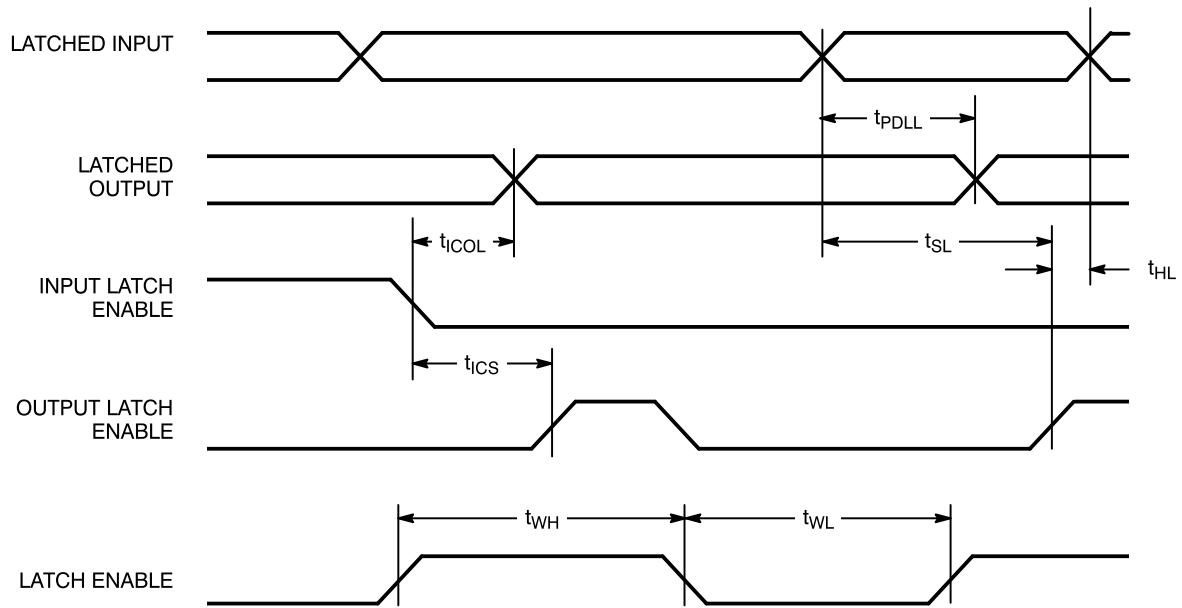 LATCHED INPUT
tPDLL
LATCHED
OUTPUT
tICOL
tSL
tHL
INPUT LATCH
ENABLE
tICS
OUTPUT LATCH
ENABLE
tWH
tWL
LATCH ENABLE